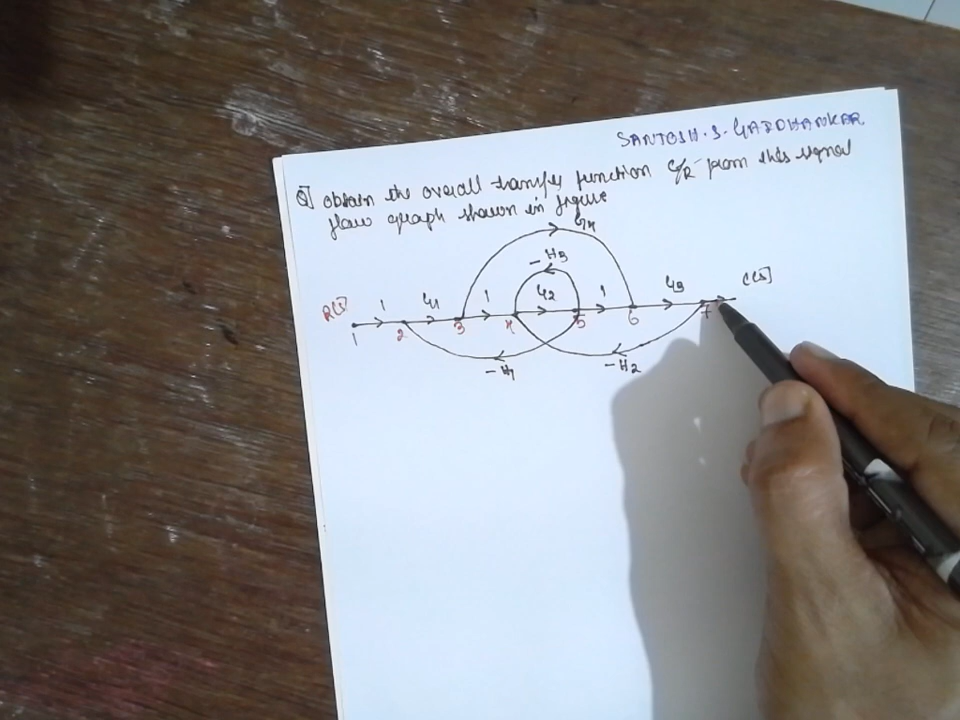 SANTOSH.S.GARDHANKAR
Q] obtain the overall transfer function C/R from this signal
flow graph shown in figure
G4
-H3
R(s) 1 G1 1 G2 1 G3 C(s)
1 2 3 4 5 6 7
-H1 -H2